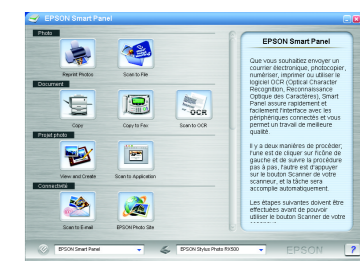 EPSON Smart Panel
Photo
Reprint Photos
Scan to File
Document
Copy
Copy to Fax
OCR
Scan to OCR
Projet photo
View and Create
Scan to Application
Connectivité
Scan to E-mail
EPSON Photo Site
EPSON Smart Panel
Que vous souhaitiez envoyer un
courrier électronique, photocopier,
numériser, imprimer ou utiliser le
logiciel OCR (Optical Character
Recognition, Reconnaissance
Optique des Caractères), Smart
Panel assure rapidement et
facilement l'interface avec les
périphériques connectés et vous
permet un travail de meilleure
qualité.
Il y a deux manières de procéder,
l'une est de cliquer sur l'icône de
gauche et de suivre la procédure
pas à pas, l'autre est d'appuyer
sur le bouton Scanner de votre
scanneur, et la tâche sera
accomplie automatiquement.
Les étapes suivantes doivent être
effectuées avant de pouvoir
utiliser le bouton Scanner de votre
EPSON Smart Panel
EPSON Stylus Photo RX500
EPSON
?